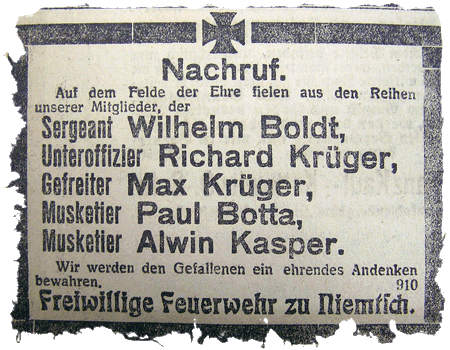 Nachruf.
Auf dem Felde der Ehre fielen aus den Reihen
unserer Mitglieder, der
Sergeant Wilhelm Boldt,
Unteroffizier Richard Krüger,
Gefreiter Max Krüger,
Musketier Paul Botta,
Musketier Alwin Kasper.
Wir werden den Gefallenen ein ehrendes Andenken
bewahren. 910
Freiwillige Feuerwehr zu Niemtsch.